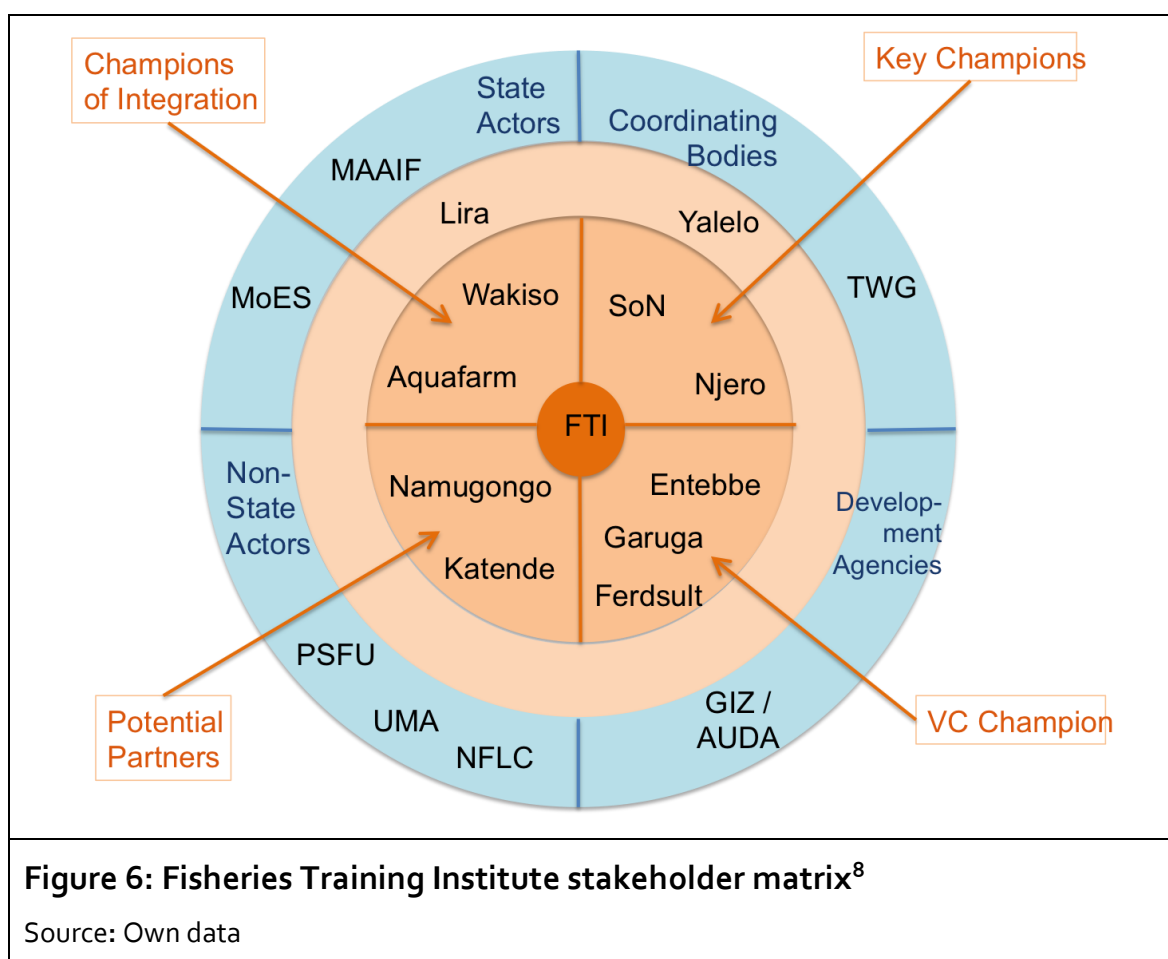 Champions
of Integration
Key Champions
State
Actors
Coordinating
Bodies
MAAIF
Lira
Yalelo
MoES
TWG
Wakiso
SoN
Aquafarm
Njero
FTI
Non-
State
Actors
Namugongo
Entebbe
Develop-
ment
Agencies
Garuga
Katende
Ferdsult
PSFU
UMA
NFLC
GIZ /
AUDA
Potential
Partners
VC Champion
Figure 6: Fisheries Training Institute stakeholder matrix⁸
Source: Own data